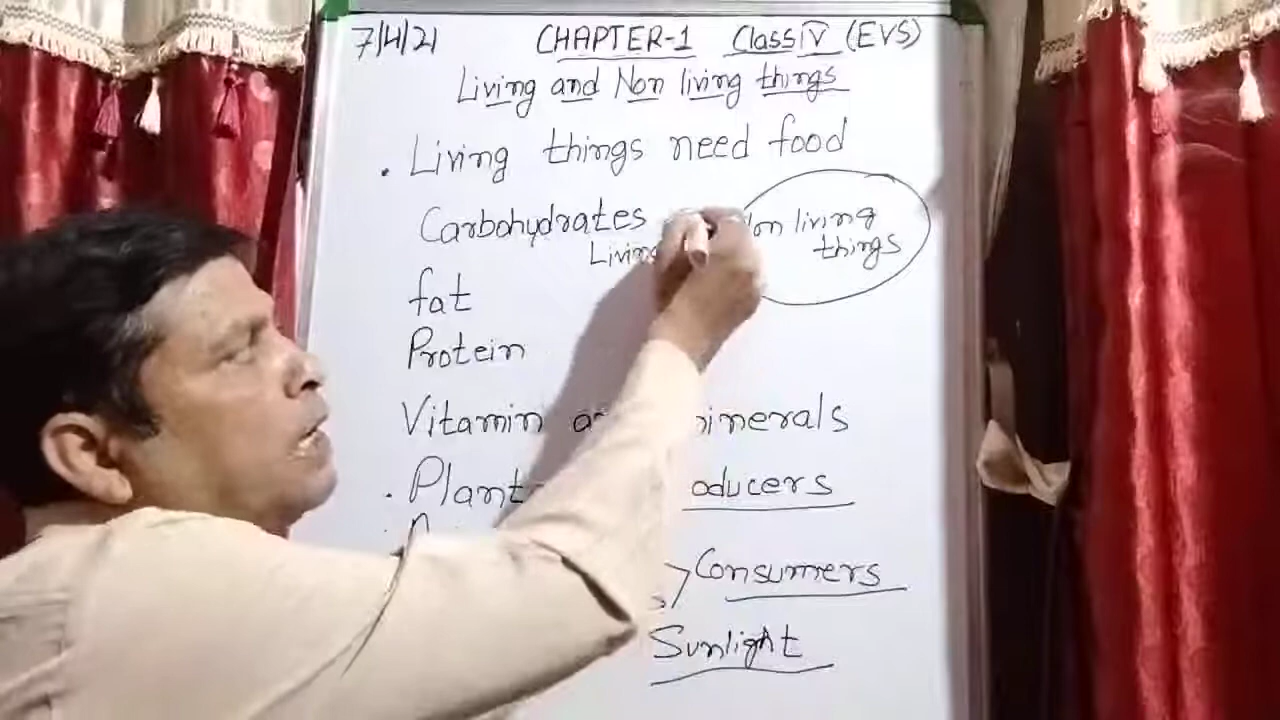 7/4/21 CHAPTER-1 Class IV (EVS)
Living and Non living things
. Living things need food
Carbohydrates
Non living
Living
things
fat
Protein
Vitamin minerals
. Plant oducers
Consumers
Sunlight